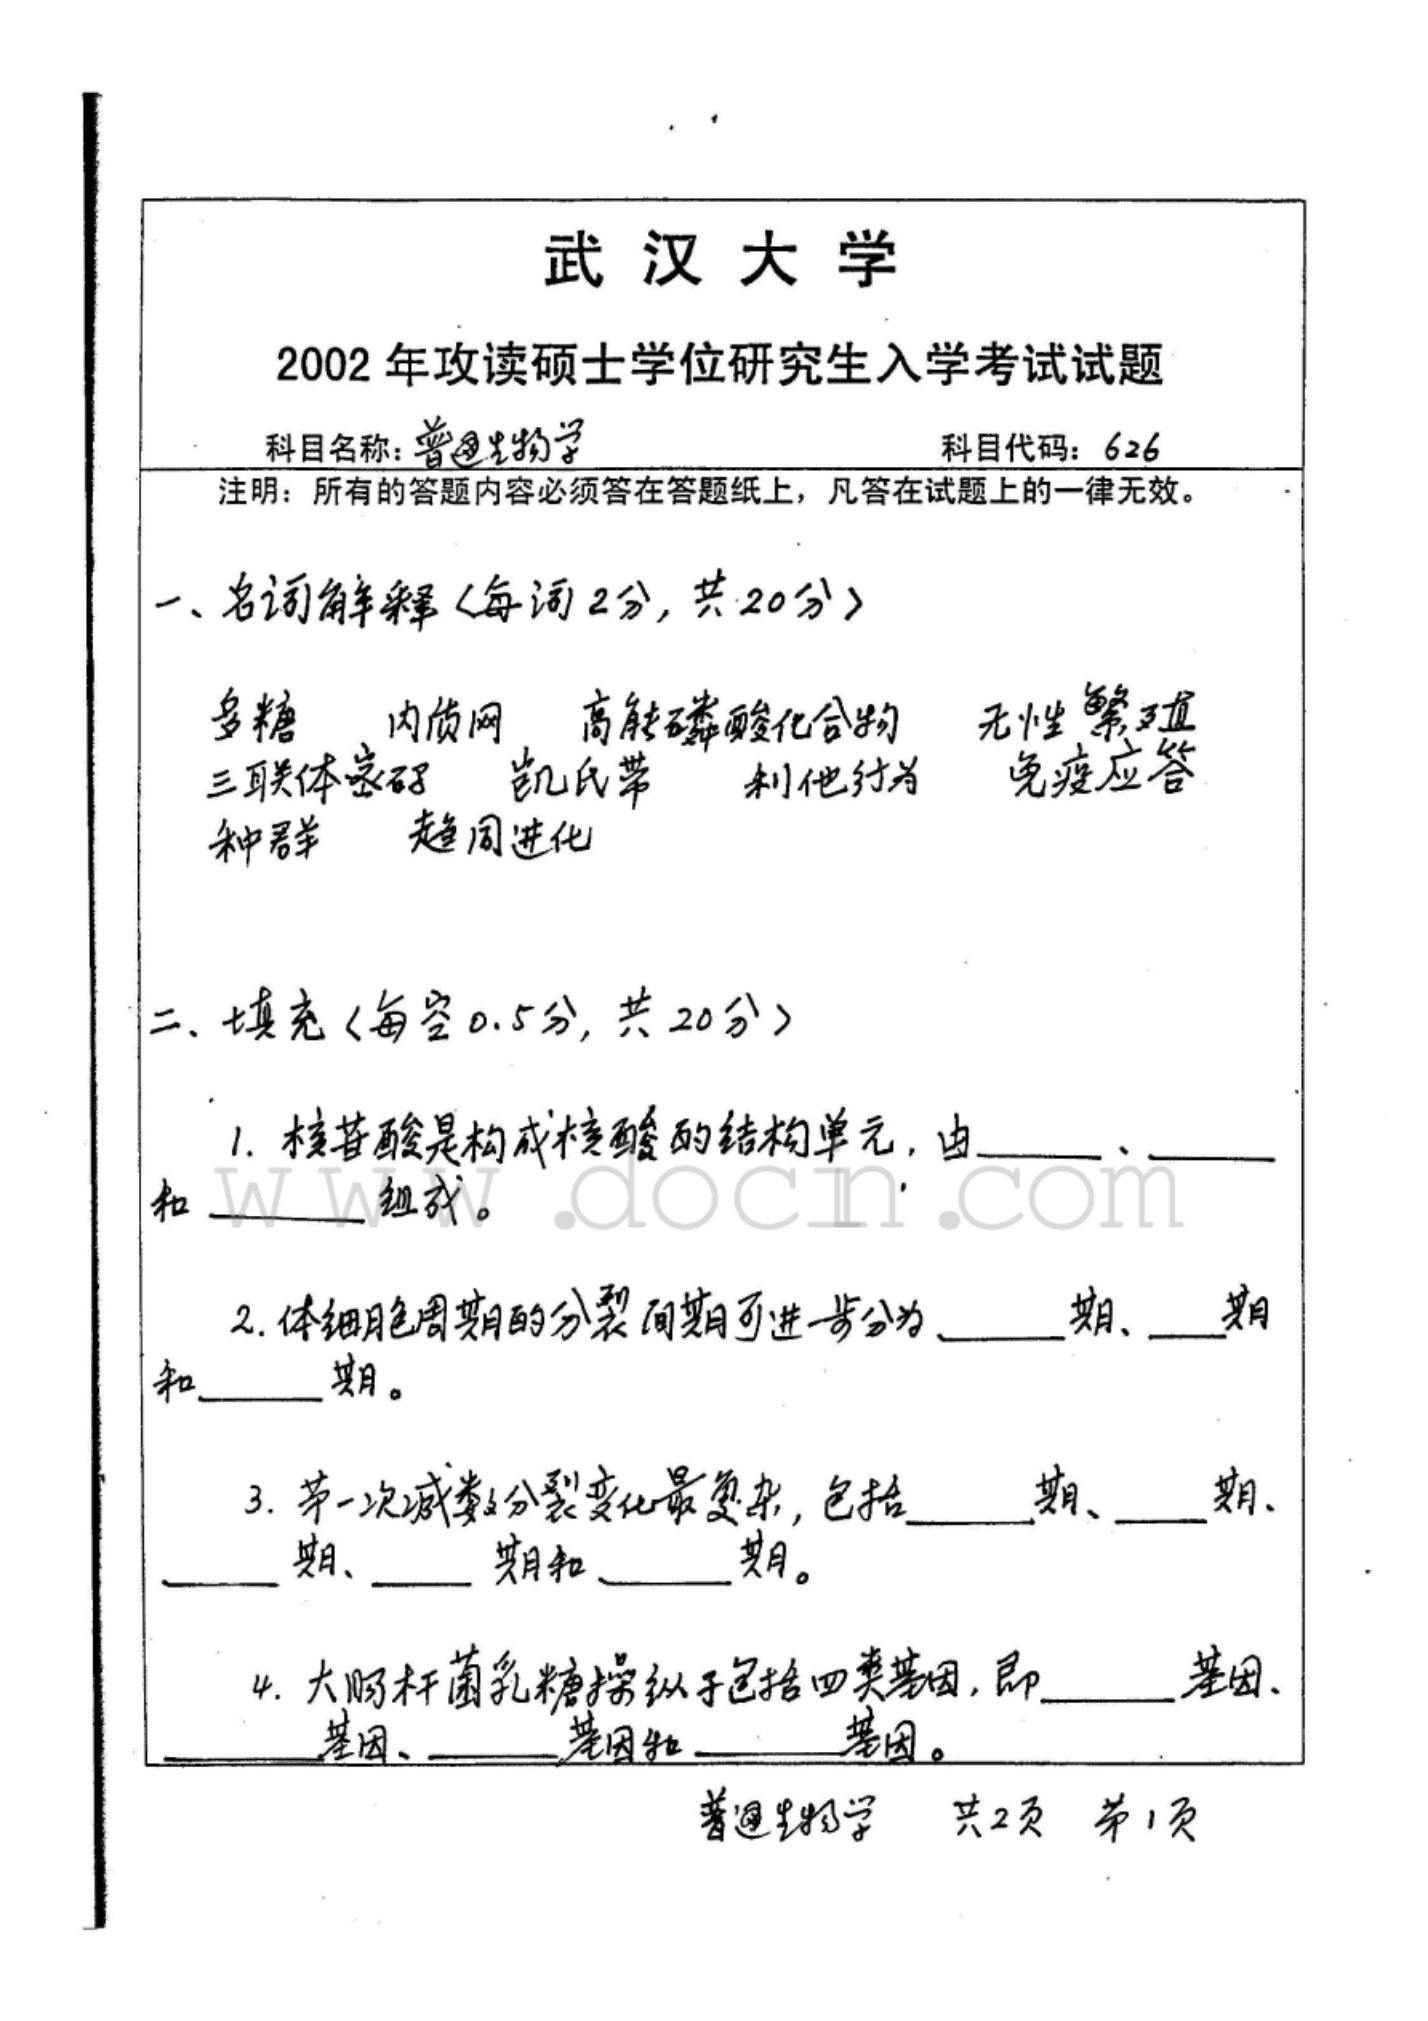 武汉大学
2002年攻读硕士学位研究生入学考试试题
科目名称：普通生物学 科目代码：626
注明：所有的答题内容必须答在答题纸上，凡答在试题上的一律无效。
一、名词解释〈每词2分，共20分〉
多糖 内质网 高能磷酸化合物 无性繁殖
三联体密码 凯氏带 利他行为 免疫应答
种群 趋同进化
二、填充〈每空0.5分，共20分〉
1. 核苷酸是构成核酸的结构单元，由______、______
和______组成。
www.docin.com
2. 体细胞周期的分裂间期可进一步分为______期、____期
和______期。
3. 第一次减数分裂变化最复杂，包括______期、____期、
_____期、____期和______期。
4. 大肠杆菌乳糖操纵子包括四类基因，即______基因、
______基因、______基因和______基因。
普通生物学 共2页 第1页